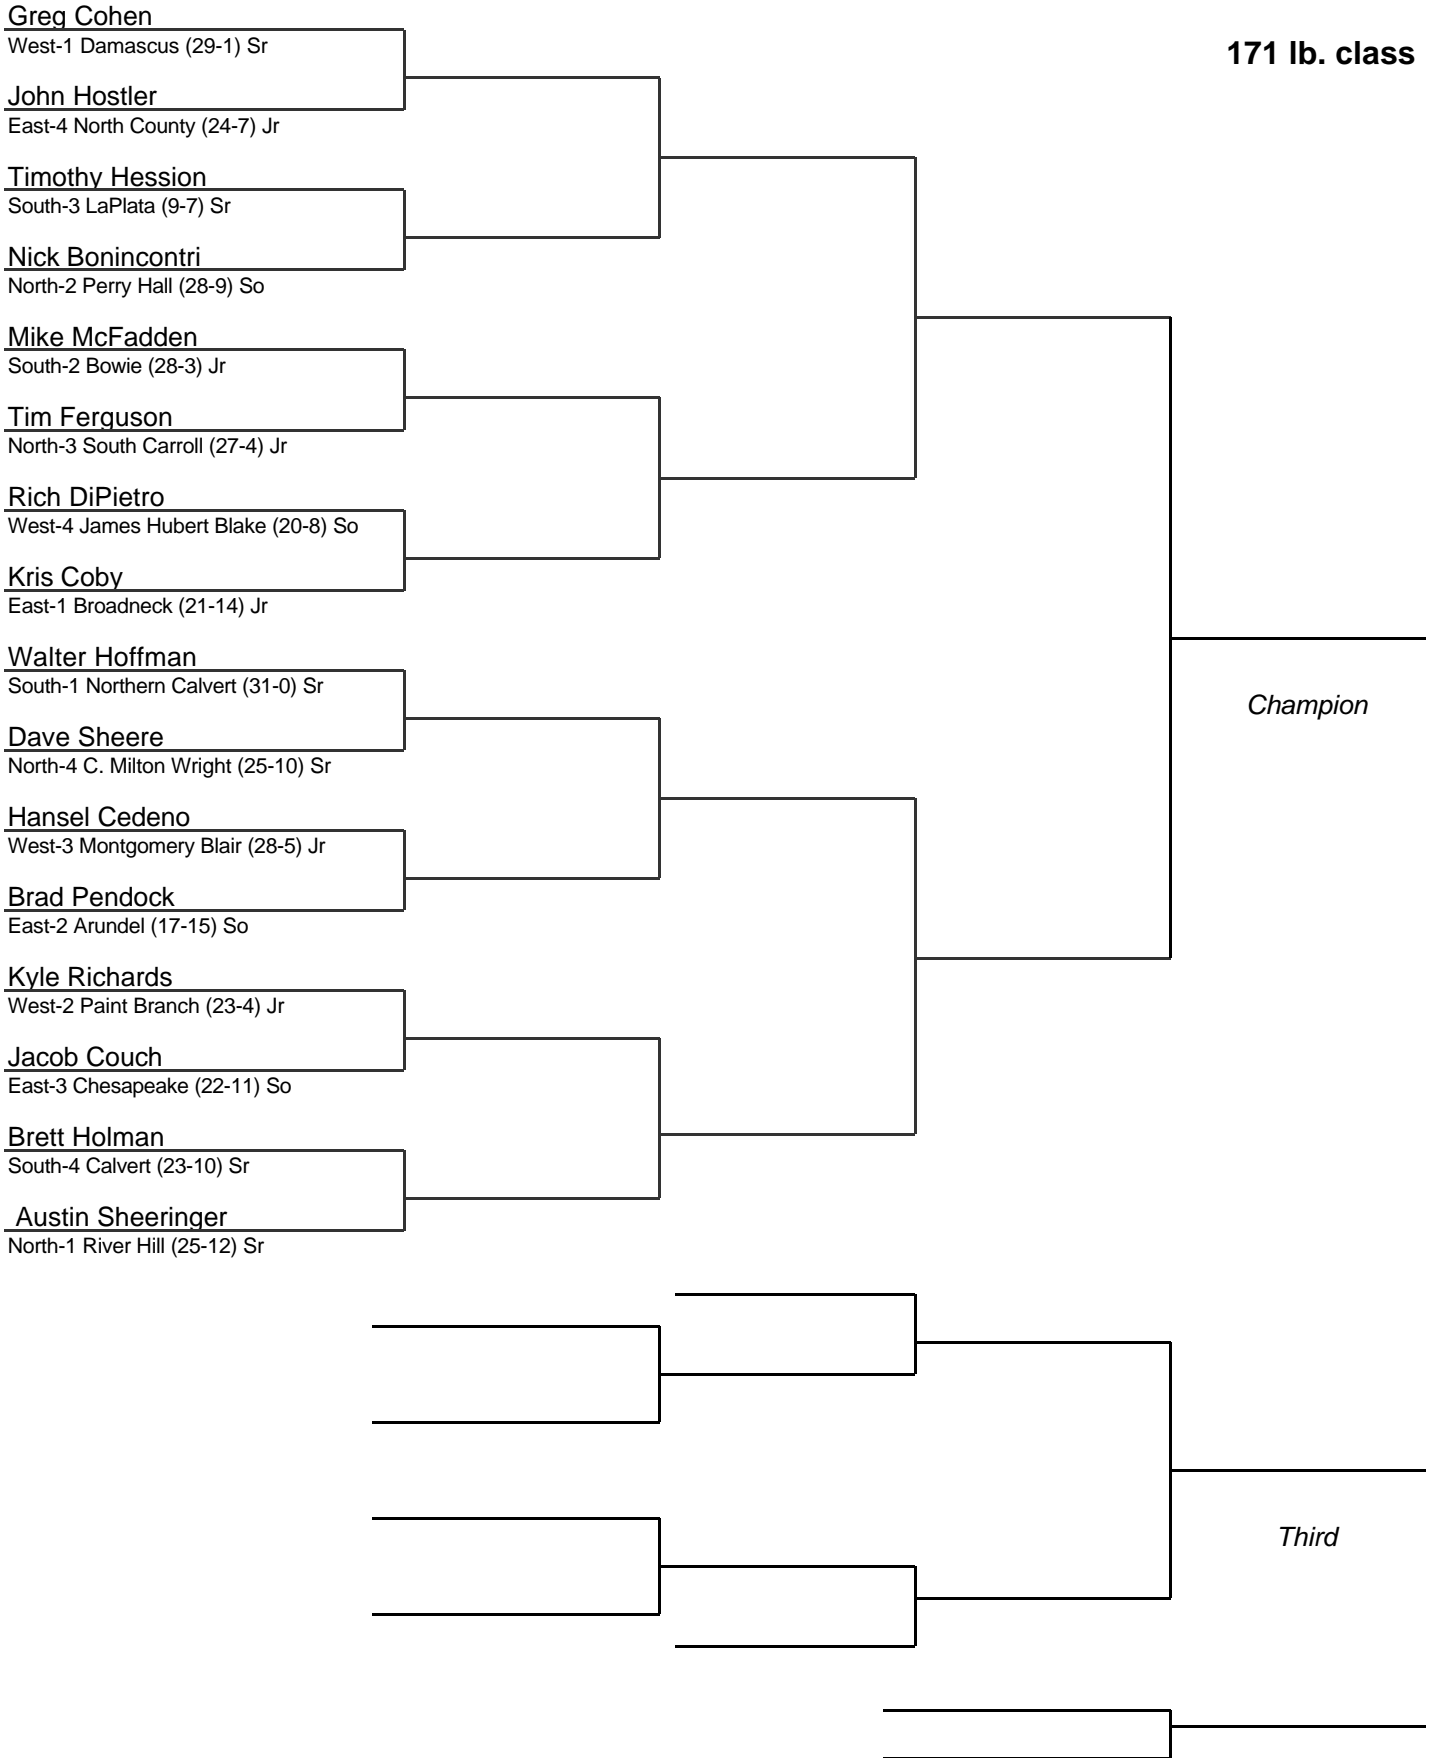 Greg Cohen
West-1 Damascus (29-1) Sr
171 lb. class
John Hostler
East-4 North County (24-7) Jr
Timothy Hession
South-3 LaPlata (9-7) Sr
Nick Bonincontri
North-2 Perry Hall (28-9) So
Mike McFadden
South-2 Bowie (28-3) Jr
Tim Ferguson
North-3 South Carroll (27-4) Jr
Rich DiPietro
West-4 James Hubert Blake (20-8) So
Kris Coby
East-1 Broadneck (21-14) Jr
Walter Hoffman
South-1 Northern Calvert (31-0) Sr
Champion
Dave Sheere
North-4 C. Milton Wright (25-10) Sr
Hansel Cedeno
West-3 Montgomery Blair (28-5) Jr
Brad Pendock
East-2 Arundel (17-15) So
Kyle Richards
West-2 Paint Branch (23-4) Jr
Jacob Couch
East-3 Chesapeake (22-11) So
Brett Holman
South-4 Calvert (23-10) Sr
Austin Sheeringer
North-1 River Hill (25-12) Sr
Third